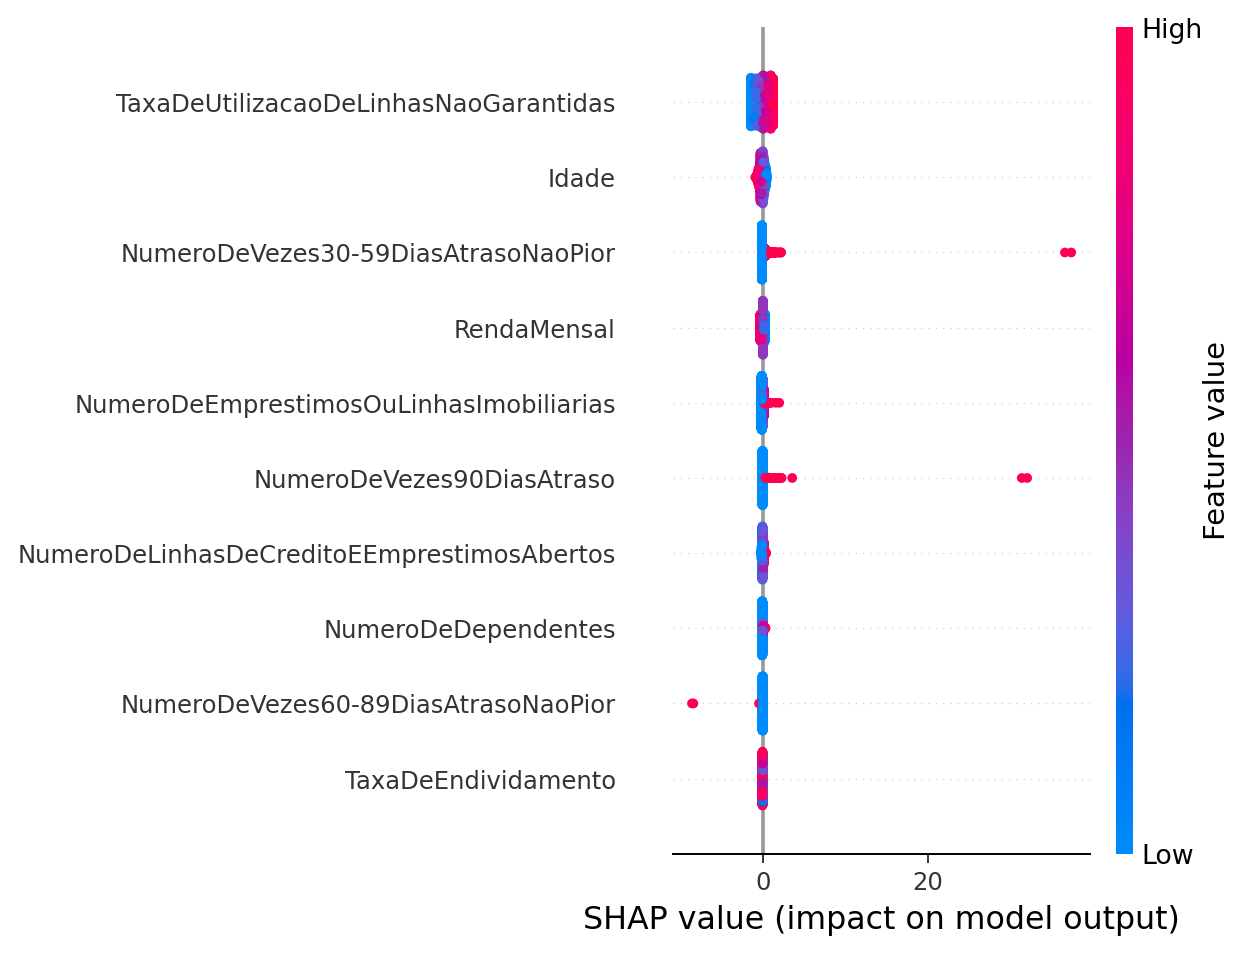 High
TaxaDeUtilizacaoDeLinhasNaoGarantidas
Idade
NumeroDeVezes30-59DiasAtrasoNaoPior
RendaMensal
NumeroDeEmprestimosOuLinhasImobiliarias
NumeroDeVezes90DiasAtraso
NumeroDeLinhasDeCreditoEEmprestimosAbertos
NumeroDeDependentes
NumeroDeVezes60-89DiasAtrasoNaoPior
TaxaDeEndividamento
Feature value
Low
0 20
SHAP value (impact on model output)